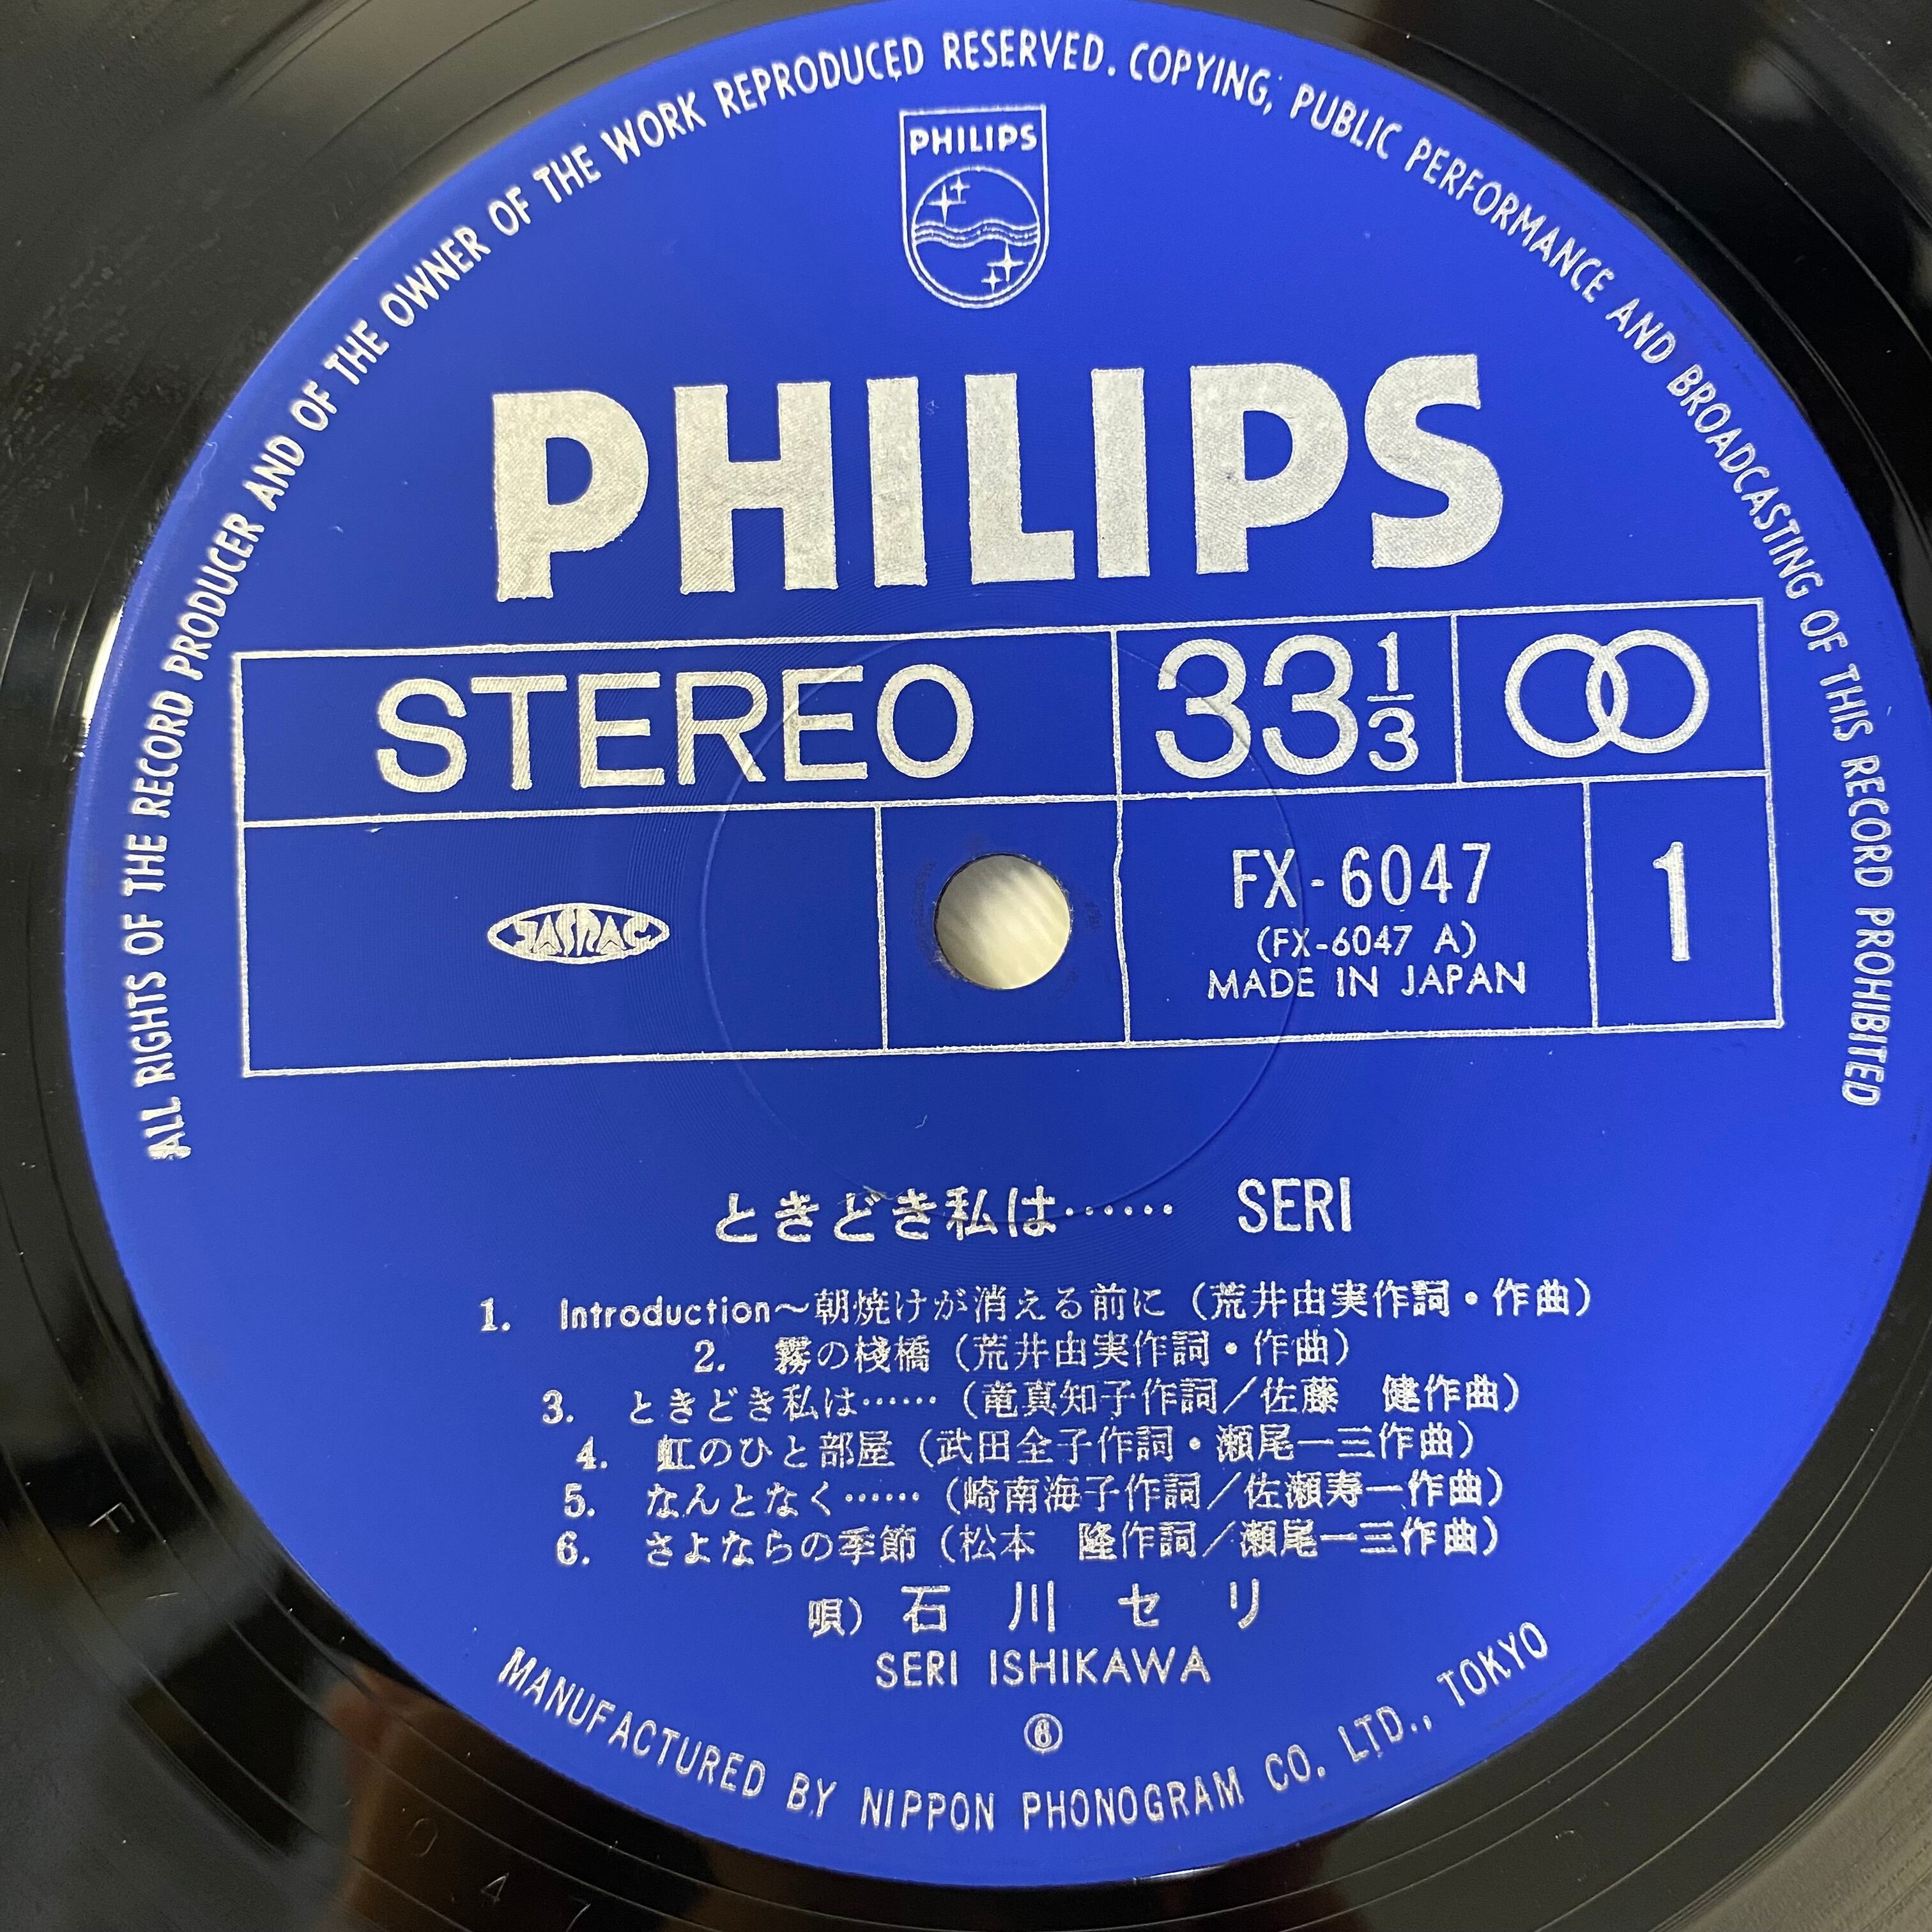 ALL RIGHTS OF THE RECORD PRODUCER AND OF THE OWNER OF THE WORK REPRODUCED RESERVED. COPYING, PUBLIC PERFORMANCE AND BROADCASTING OF THIS RECORD PROHIBITED
PHILIPS
PHILIPS
STEREO 33 1/3
JASRAC FX-6047 1
(FX-6047 A)
MADE IN JAPAN
ときどき私は…… SERI
1. Introduction〜朝焼けが消える前に（荒井由実作詞・作曲）
2. 霧の棧橋（荒井由実作詞・作曲）
3. ときどき私は……（竜真知子作詞／佐藤 健作曲）
4. 虹のひと部屋（武田全子作詞・瀬尾一三作曲）
5. なんとなく……（崎南海子作詞／佐瀬寿一作曲）
6. さよならの季節（松本 隆作詞／瀬尾一三作曲）
唄）石川セリ
SERI ISHIKAWA
⑥
MANUFACTURED BY NIPPON PHONOGRAM CO. LTD., TOKYO
0 4 7